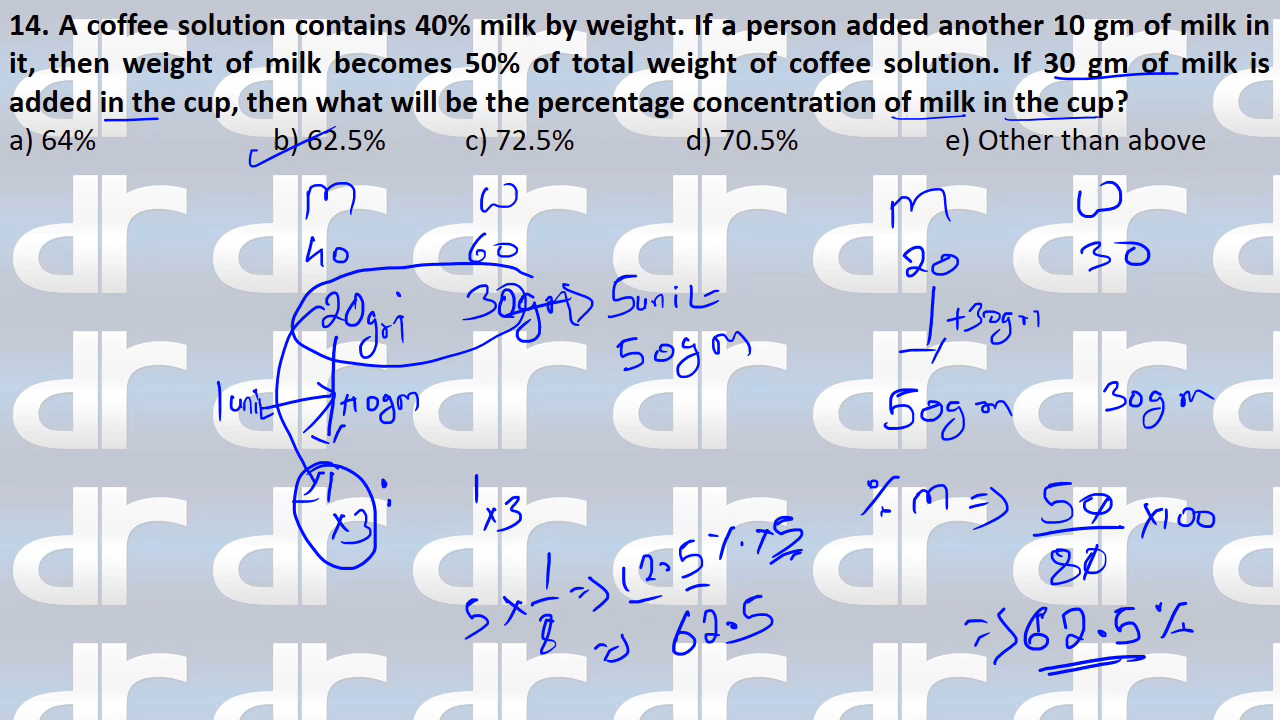 14. A coffee solution contains 40% milk by weight. If a person added another 10 gm of milk in
it, then weight of milk becomes 50% of total weight of coffee solution. If 30 gm of milk is
added in the cup, then what will be the percentage concentration of milk in the cup?
a) 64% b) 62.5% c) 72.5% d) 70.5% e) Other than above
m w m w
40 60 20 30
20gm 30gm 5unit +30gm
50gm
1unit +10gm 50gm 30gm
1 : 1
×3 ×3
% m => 50/80 ×100
5 × 1/8 => 12.5% × 5
=> 62.5 => 62.5%